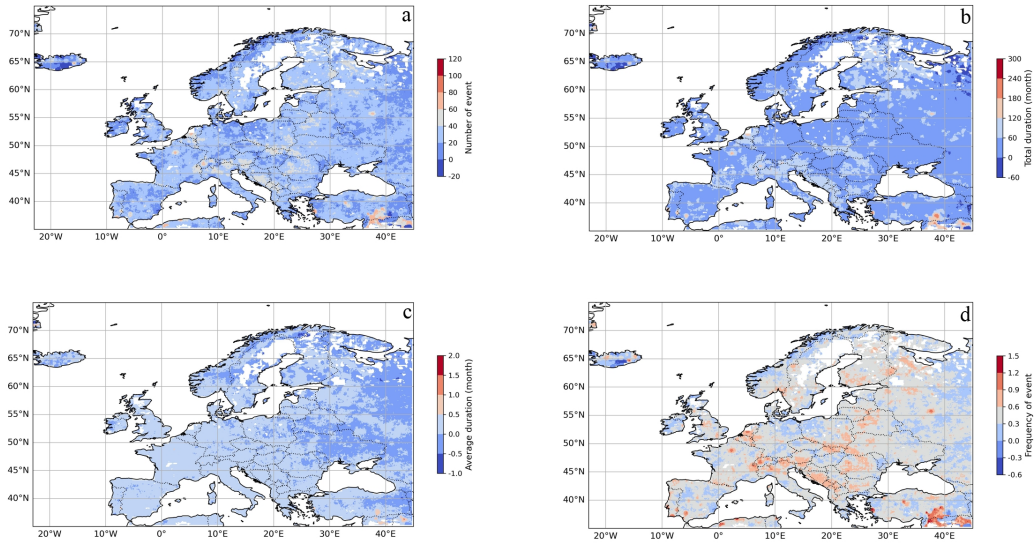 a
70°N
65°N
60°N
55°N
50°N
45°N
40°N
20°W 10°W 0° 10°E 20°E 30°E 40°E
120
100
80
60
40
20
0
-20
Number of event
b
70°N
65°N
60°N
55°N
50°N
45°N
40°N
20°W 10°W 0° 10°E 20°E 30°E 40°E
300
240
180
120
60
0
-60
Total duration (month)
c
70°N
65°N
60°N
55°N
50°N
45°N
40°N
20°W 10°W 0° 10°E 20°E 30°E 40°E
2.0
1.5
1.0
0.5
0.0
-0.5
-1.0
Average duration (month)
d
70°N
65°N
60°N
55°N
50°N
45°N
40°N
20°W 10°W 0° 10°E 20°E 30°E 40°E
1.5
1.2
0.9
0.6
0.3
0.0
-0.3
-0.6
Frequency of event